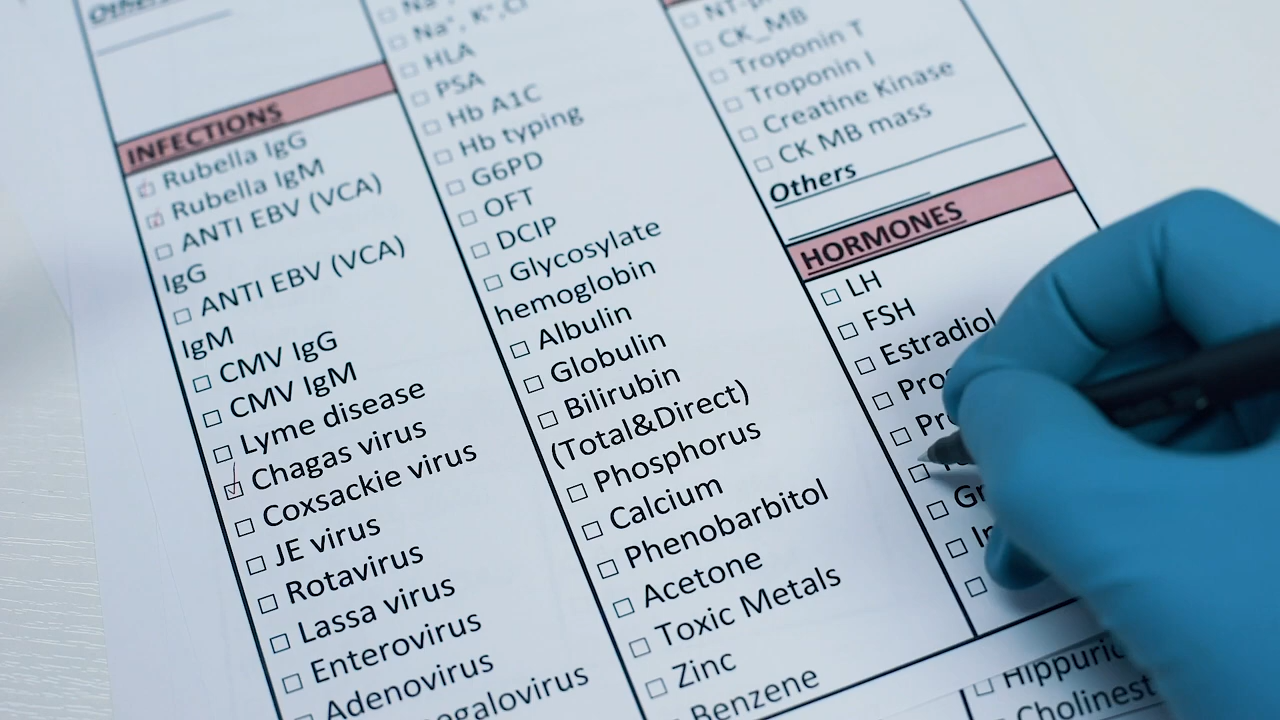 Others
INFECTIONS
Rubella IgG
Rubella IgM
ANTI EBV (VCA)
IgG
ANTI EBV (VCA)
IgM
CMV IgG
CMV IgM
Lyme disease
Chagas virus
Coxsackie virus
JE virus
Rotavirus
Lassa virus
Enterovirus
Adenovirus
Na⁺, K⁺,Cl⁻
HLA
PSA
Hb A1C
Hb typing
G6PD
OFT
DCIP
Glycosylate
hemoglobin
Albulin
Globulin
Bilirubin
(Total&Direct)
Phosphorus
Calcium
Phenobarbitol
Acetone
Toxic Metals
Zinc
Benzene
CK_MB
Troponin T
Troponin I
Creatine Kinase
CK MB mass
Others
HORMONES
LH
FSH
Estradiol